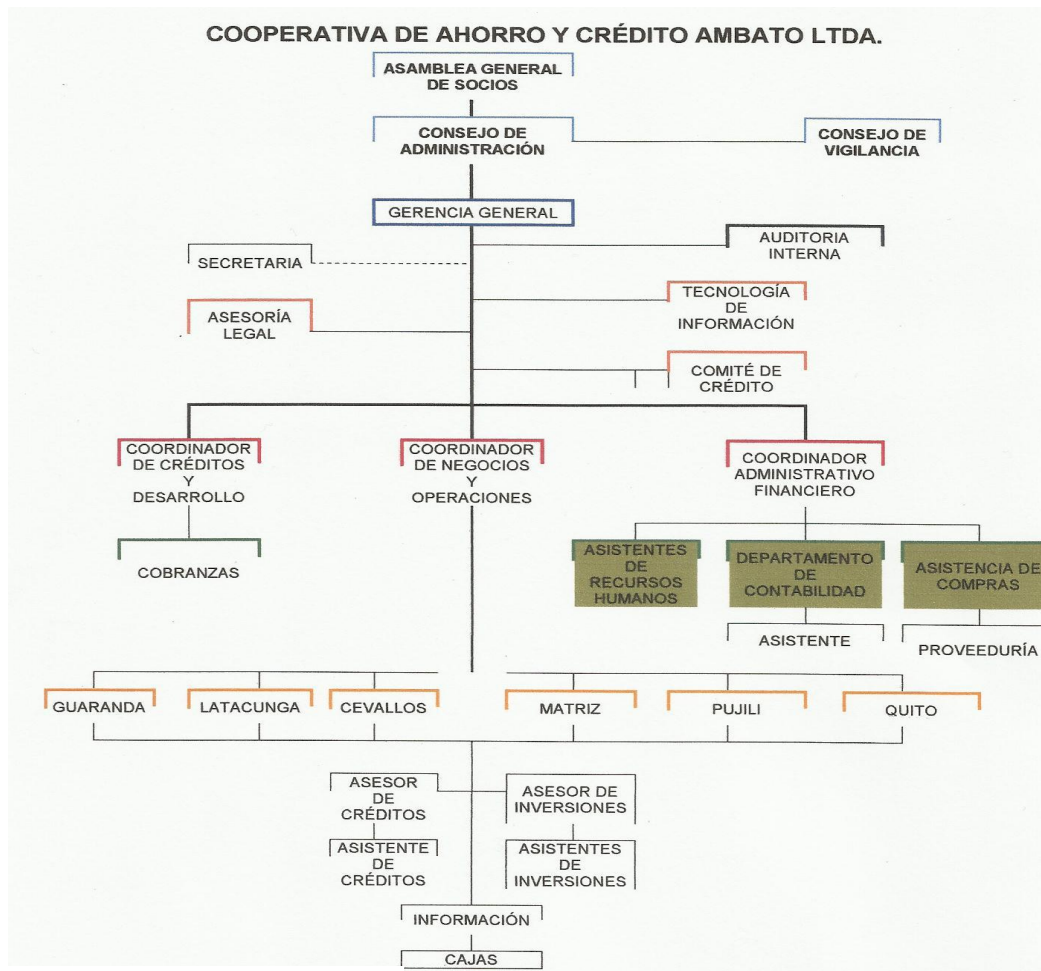 COOPERATIVA DE AHORRO Y CRÉDITO AMBATO LTDA.
ASAMBLEA GENERAL
DE SOCIOS
CONSEJO DE
ADMINISTRACIÓN
CONSEJO DE
VIGILANCIA
GERENCIA GENERAL
AUDITORIA
INTERNA
SECRETARIA
TECNOLOGÍA
DE
INFORMACIÓN
ASESORÍA
LEGAL
COMITÉ DE
CRÉDITO
COORDINADOR
DE CRÉDITOS
Y
DESARROLLO
COORDINADOR
DE NEGOCIOS
Y
OPERACIONES
COORDINADOR
ADMINISTRATIVO
FINANCIERO
COBRANZAS
ASISTENTES
DE
RECURSOS
HUMANOS
DEPARTAMENTO
DE
CONTABILIDAD
ASISTENCIA DE
COMPRAS
ASISTENTE
PROVEEDURÍA
GUARANDA
LATACUNGA
CEVALLOS
MATRIZ
PUJILI
QUITO
ASESOR
DE
CRÉDITOS
ASESOR DE
INVERSIONES
ASISTENTE
DE
CRÉDITOS
ASISTENTES
DE
INVERSIONES
INFORMACIÓN
CAJAS